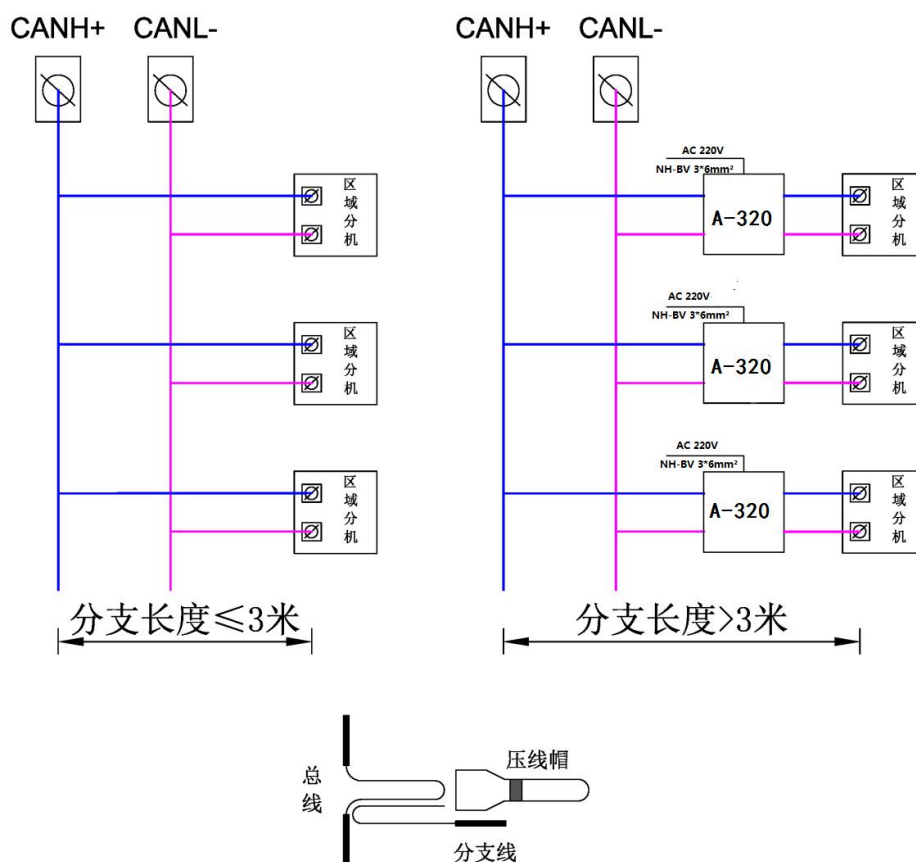 CANH+ CANL-
CANH+ CANL-
区域分机
区域分机
区域分机
分支长度≤3米
AC 220V
NH-BV 3*6mm²
A-320
区域分机
AC 220V
NH-BV 3*6mm²
A-320
区域分机
AC 220V
NH-BV 3*6mm²
A-320
区域分机
分支长度>3米
总线
压线帽
分支线